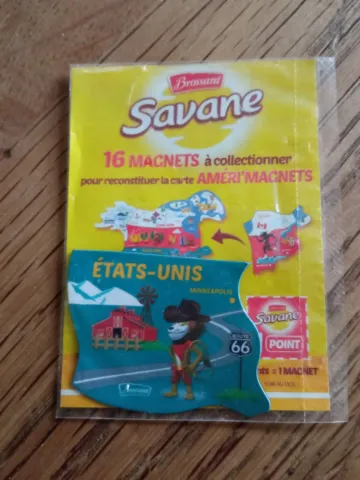 Brossard
Savane
16 MAGNETS à collectionner
pour reconstituer la carte AMÉRI'MAGNETS
ÉTATS-UNIS
MINNEAPOLIS
ROUTE
66
Brossard
Savane
POINT
= 1 MAGNET